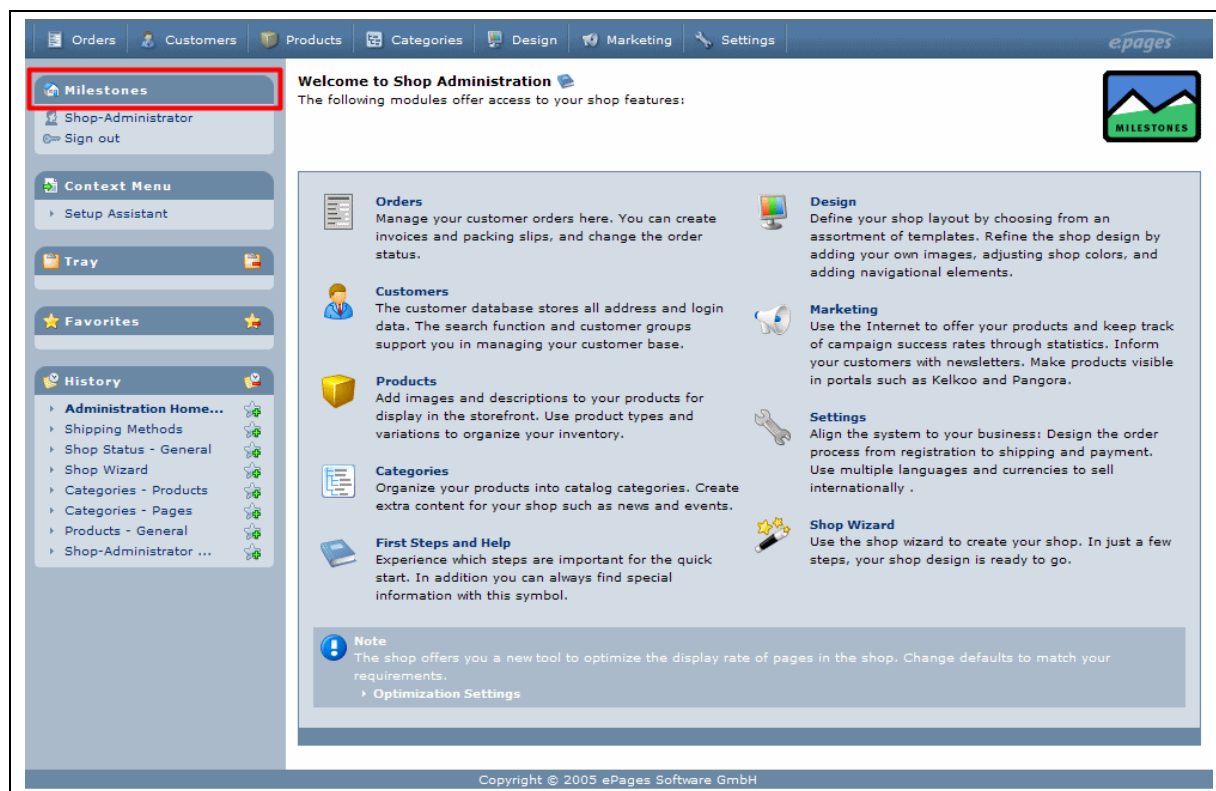 Orders Customers Products Categories Design Marketing Settings
epages
Milestones
Shop-Administrator
Sign out
Context Menu
Setup Assistant
Tray
Favorites
History
Administration Home...
Shipping Methods
Shop Status - General
Shop Wizard
Categories - Products
Categories - Pages
Products - General
Shop-Administrator ...
Welcome to Shop Administration
The following modules offer access to your shop features:
MILESTONES
Orders
Manage your customer orders here. You can create
invoices and packing slips, and change the order
status.
Customers
The customer database stores all address and login
data. The search function and customer groups
support you in managing your customer base.
Products
Add images and descriptions to your products for
display in the storefront. Use product types and
variations to organize your inventory.
Categories
Organize your products into catalog categories. Create
extra content for your shop such as news and events.
First Steps and Help
Experience which steps are important for the quick
start. In addition you can always find special
information with this symbol.
Design
Define your shop layout by choosing from an
assortment of templates. Refine the shop design by
adding your own images, adjusting shop colors, and
adding navigational elements.
Marketing
Use the Internet to offer your products and keep track
of campaign success rates through statistics. Inform
your customers with newsletters. Make products visible
in portals such as Kelkoo and Pangora.
Settings
Align the system to your business: Design the order
process from registration to shipping and payment.
Use multiple languages and currencies to sell
internationally .
Shop Wizard
Use the shop wizard to create your shop. In just a few
steps, your shop design is ready to go.
Note
The shop offers you a new tool to optimize the display rate of pages in the shop. Change defaults to match your
requirements.
Optimization Settings
Copyright © 2005 ePages Software GmbH